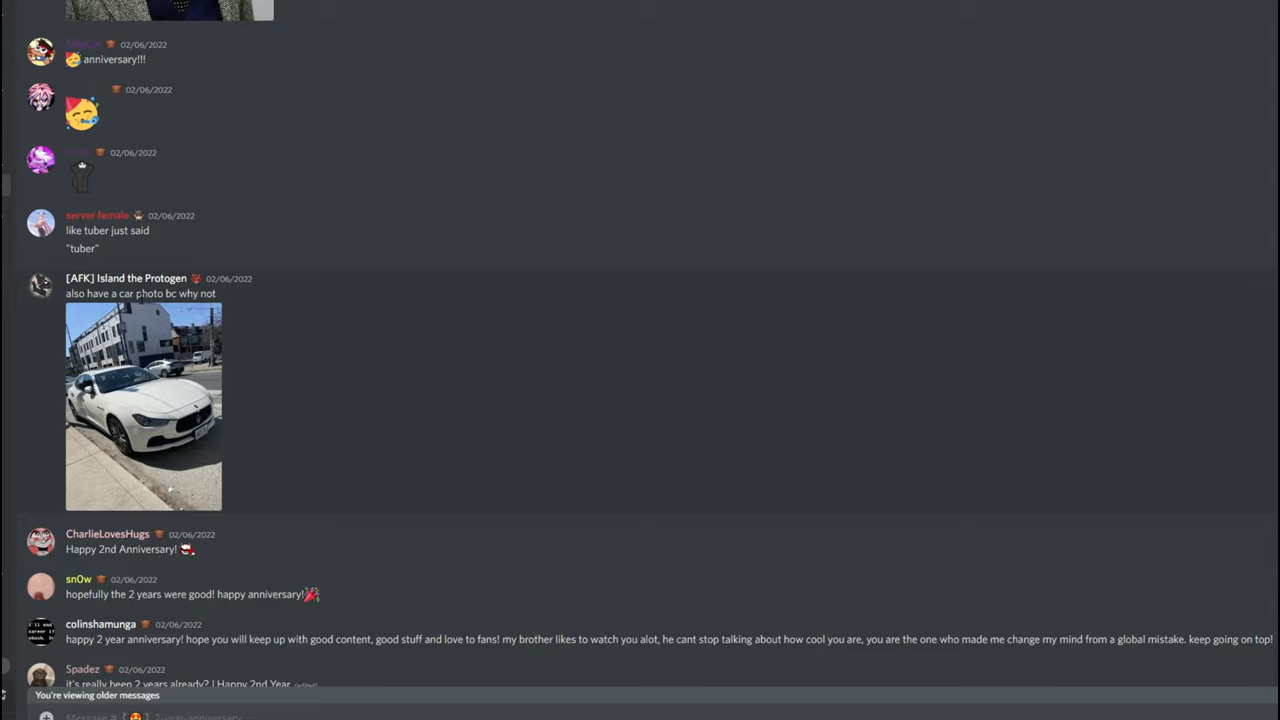 02/06/2022
anniversary!!!
02/06/2022
02/06/2022
server female 02/06/2022
like tuber just said
"tuber"
[AFK] Island the Protogen 02/06/2022
also have a car photo bc why not
CharlieLovesHugs 02/06/2022
Happy 2nd Anniversary!
sn0w 02/06/2022
hopefully the 2 years were good! happy anniversary!
colinshamunga 02/06/2022
happy 2 year anniversary! hope you will keep up with good content, good stuff and love to fans! my brother likes to watch you alot, he cant stop talking about how cool you are, you are the one who made me change my mind from a global mistake. keep going on top!
Spadez 02/06/2022
it's really been 2 years already? | Happy 2nd Year (edited)
You're viewing older messages
Message # 2-year-anniversary